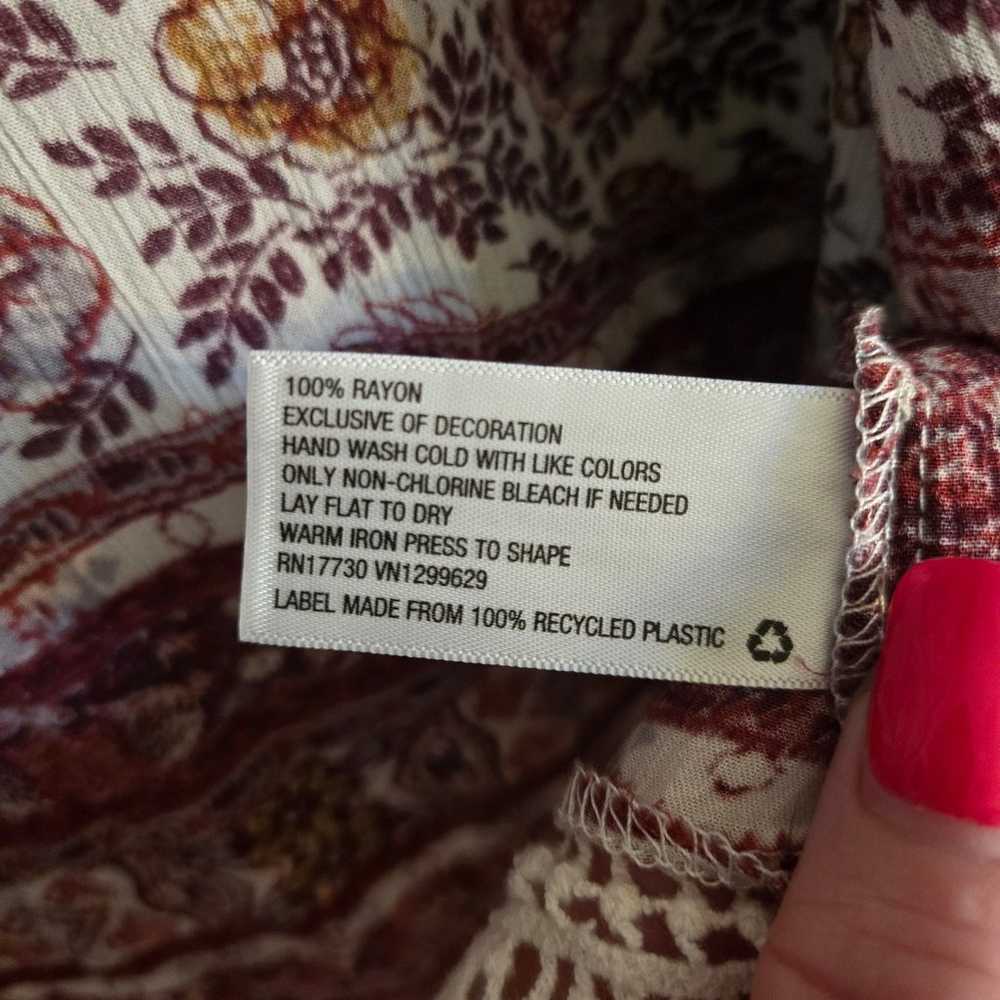 100% RAYON
EXCLUSIVE OF DECORATION
HAND WASH COLD WITH LIKE COLORS
ONLY NON-CHLORINE BLEACH IF NEEDED
LAY FLAT TO DRY
WARM IRON PRESS TO SHAPE
RN17730 VN1299629
LABEL MADE FROM 100% RECYCLED PLASTIC